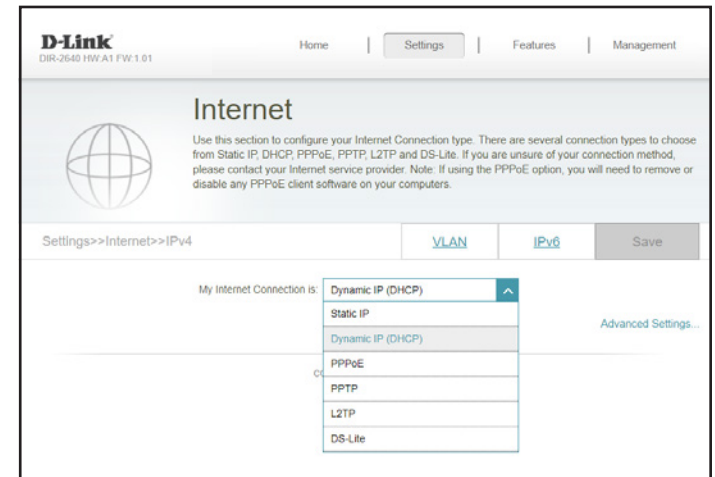 D-Link
DIR-2640 HW:A1 FW:1.01
Home | Settings | Features | Management
Internet
Use this section to configure your Internet Connection type. There are several connection types to choose
from Static IP, DHCP, PPPoE, PPTP, L2TP and DS-Lite. If you are unsure of your connection method,
please contact your Internet service provider. Note: If using the PPPoE option, you will need to remove or
disable any PPPoE client software on your computers.
Settings>>Internet>>IPv4
VLAN
IPv6
Save
My Internet Connection is: Dynamic IP (DHCP)
Static IP
Advanced Settings...
Dynamic IP (DHCP)
PPPoE
PPTP
L2TP
DS-Lite